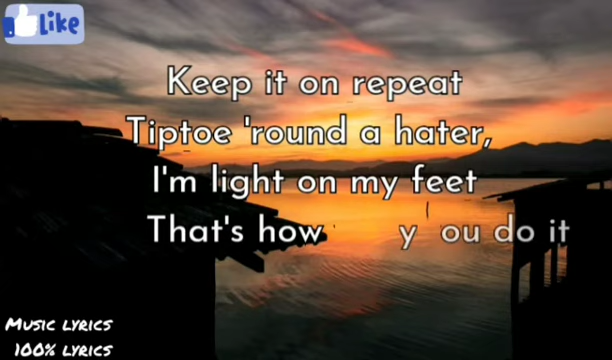 like
Keep it on repeat
Tiptoe 'round a hater,
I'm light on my feet
That's how y ou do it
Music lyrics
100% lyrics